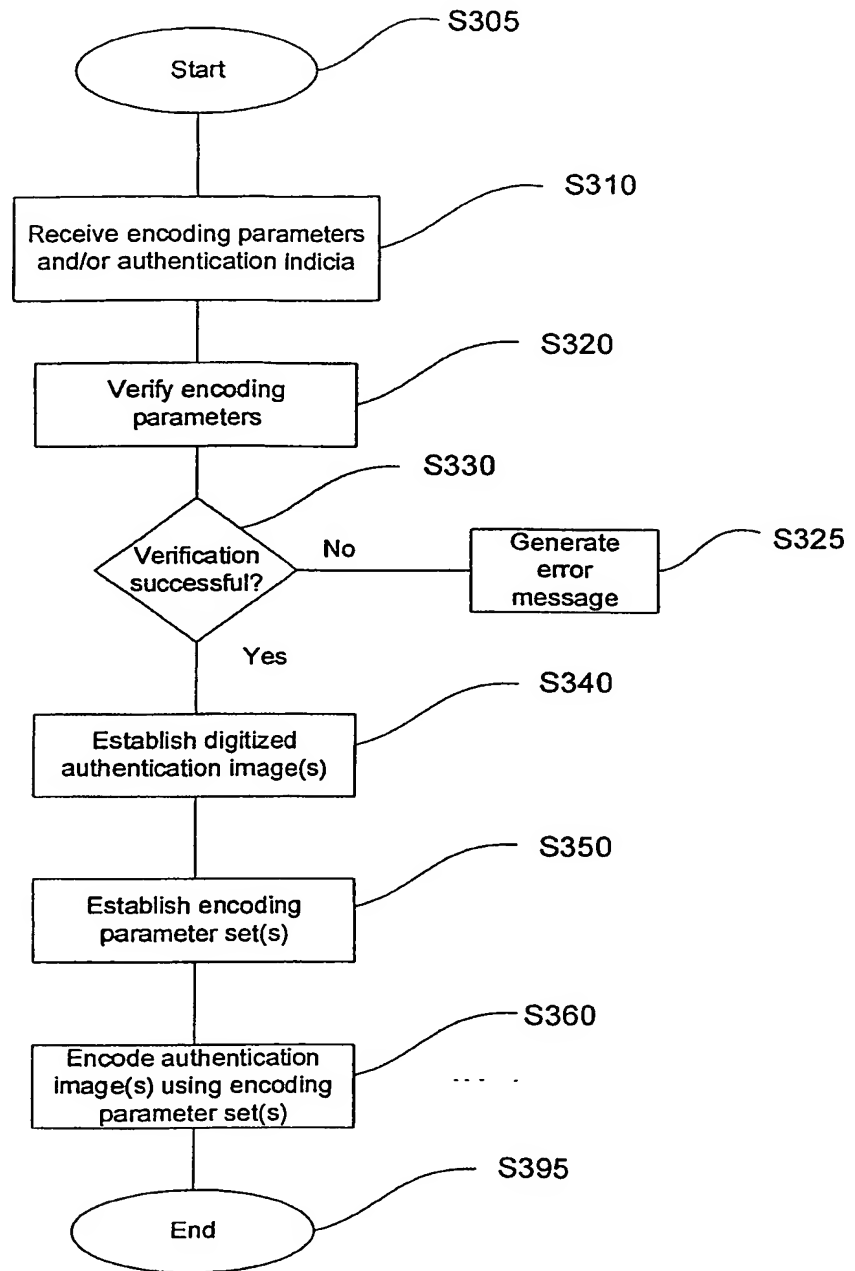 S305
Start
S310
Receive encoding parameters
and/or authentication indicia
S320
Verify encoding
parameters
S330
Verification
successful?
No
Generate
error
message
S325
Yes
S340
Establish digitized
authentication image(s)
S350
Establish encoding
parameter set(s)
S360
Encode authentication
image(s) using encoding
parameter set(s)
S395
End